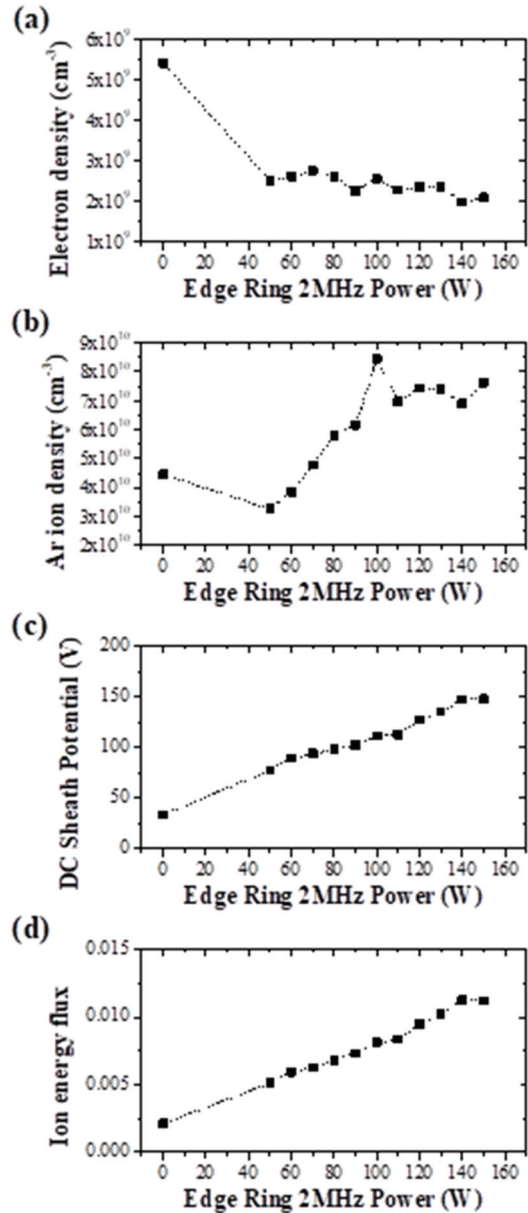 (a)
Electron density (cm⁻³)
6x10⁹
5x10⁹
4x10⁹
3x10⁹
2x10⁹
1x10⁹
0 20 40 60 80 100 120 140 160
Edge Ring 2MHz Power (W)
(b)
Ar ion density (cm⁻³)
9x10¹⁰
8x10¹⁰
7x10¹⁰
6x10¹⁰
5x10¹⁰
4x10¹⁰
3x10¹⁰
2x10¹⁰
0 20 40 60 80 100 120 140 160
Edge Ring 2MHz Power (W)
(c)
DC Sheath Potential (V)
200
150
100
50
0
0 20 40 60 80 100 120 140 160
Edge Ring 2MHz Power (W)
(d)
Ion energy flux
0.015
0.010
0.005
0.000
0 20 40 60 80 100 120 140 160
Edge Ring 2MHz Power (W)